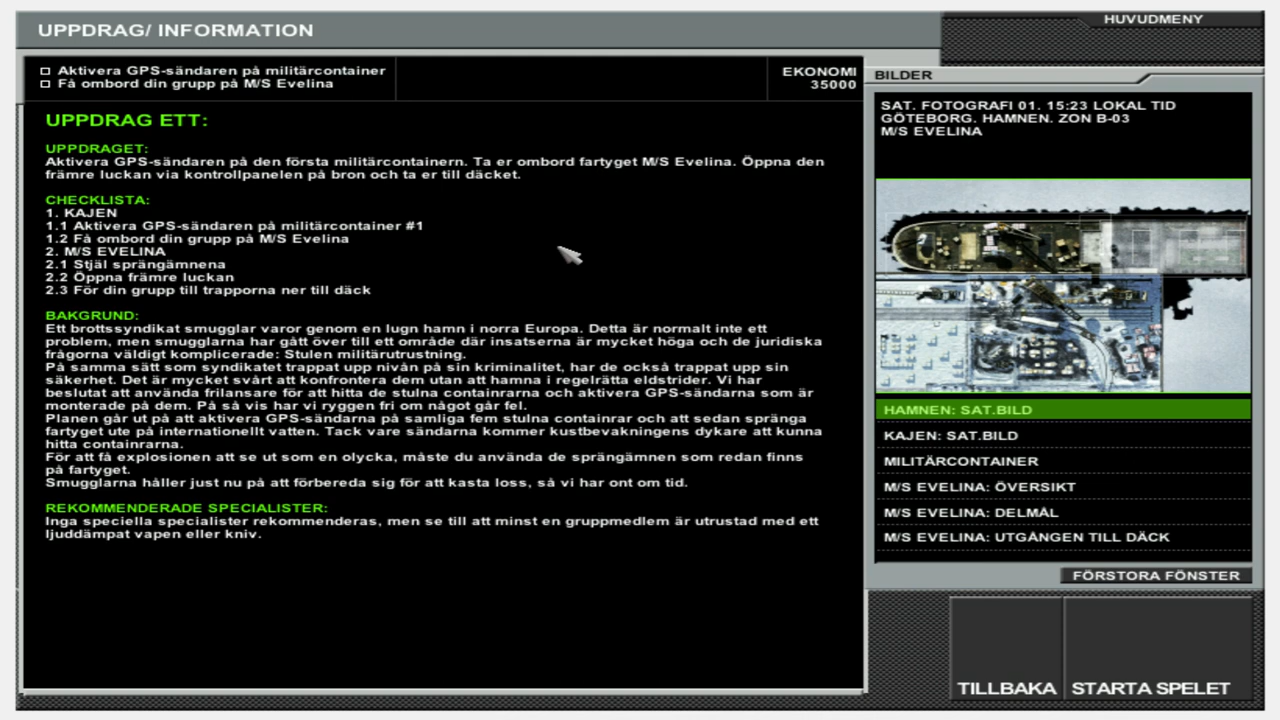 UPPDRAG/ INFORMATION
HUVUDMENY
Aktivera GPS-sändaren på militärcontainer
Få ombord din grupp på M/S Evelina
EKONOMI
35000
UPPDRAG ETT:
UPPDRAGET:
Aktivera GPS-sändaren på den första militärcontainern. Ta er ombord fartyget M/S Evelina. Öppna den
främre luckan via kontrollpanelen på bron och ta er till däcket.
CHECKLISTA:
1. KAJEN
1.1 Aktivera GPS-sändaren på militärcontainer #1
1.2 Få ombord din grupp på M/S Evelina
2. M/S EVELINA
2.1 Stjäl sprängämnena
2.2 Öppna främre luckan
2.3 För din grupp till trapporna ner till däck
BAKGRUND:
Ett brottssyndikat smugglar varor genom en lugn hamn i norra Europa. Detta är normalt inte ett
problem, men smugglarna har gått över till ett område där insatserna är mycket höga och de juridiska
frågorna väldigt komplicerade: Stulen militärutrustning.
På samma sätt som syndikatet trappat upp nivån på sin kriminalitet, har de också trappat upp sin
säkerhet. Det är mycket svårt att konfrontera dem utan att hamna i regelrätta eldstrider. Vi har
beslutat att använda frilansare för att hitta de stulna containrarna och aktivera GPS-sändarna som är
monterade på dem. På så vis har vi ryggen fri om något går fel.
Planen går ut på att aktivera GPS-sändarna på samliga fem stulna containrar och att sedan spränga
fartyget ute på internationellt vatten. Tack vare sändarna kommer kustbevakningens dykare att kunna
hitta containrarna.
För att få explosionen att se ut som en olycka, måste du använda de sprängämnen som redan finns
på fartyget.
Smugglarna håller just nu på att förbereda sig för att kasta loss, så vi har ont om tid.
REKOMMENDERADE SPECIALISTER:
Inga speciella specialister rekommenderas, men se till att minst en gruppmedlem är utrustad med ett
ljuddämpat vapen eller kniv.
BILDER
SAT. FOTOGRAFI 01. 15:23 LOKAL TID
GÖTEBORG. HAMNEN. ZON B-03
M/S EVELINA
HAMNEN: SAT.BILD
KAJEN: SAT.BILD
MILITÄRCONTAINER
M/S EVELINA: ÖVERSIKT
M/S EVELINA: DELMÅL
M/S EVELINA: UTGÅNGEN TILL DÄCK
FÖRSTORA FÖNSTER
TILLBAKA
STARTA SPELET